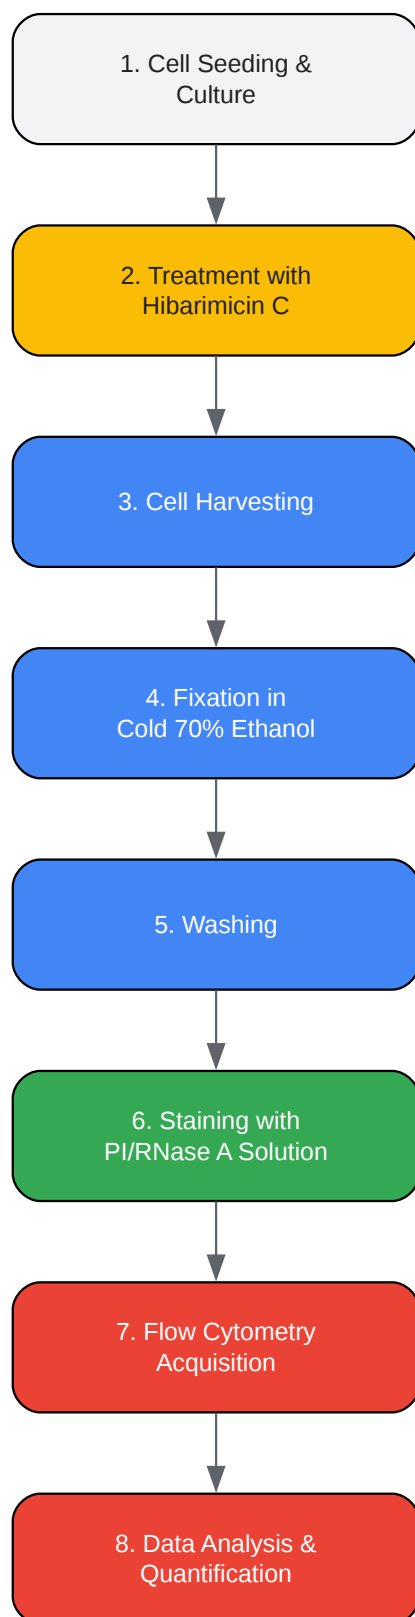 1. Cell Seeding &
Culture
2. Treatment with
Hibarimicin C
3. Cell Harvesting
4. Fixation in
Cold 70% Ethanol
5. Washing
6. Staining with
PI/RNase A Solution
7. Flow Cytometry
Acquisition
8. Data Analysis &
Quantification